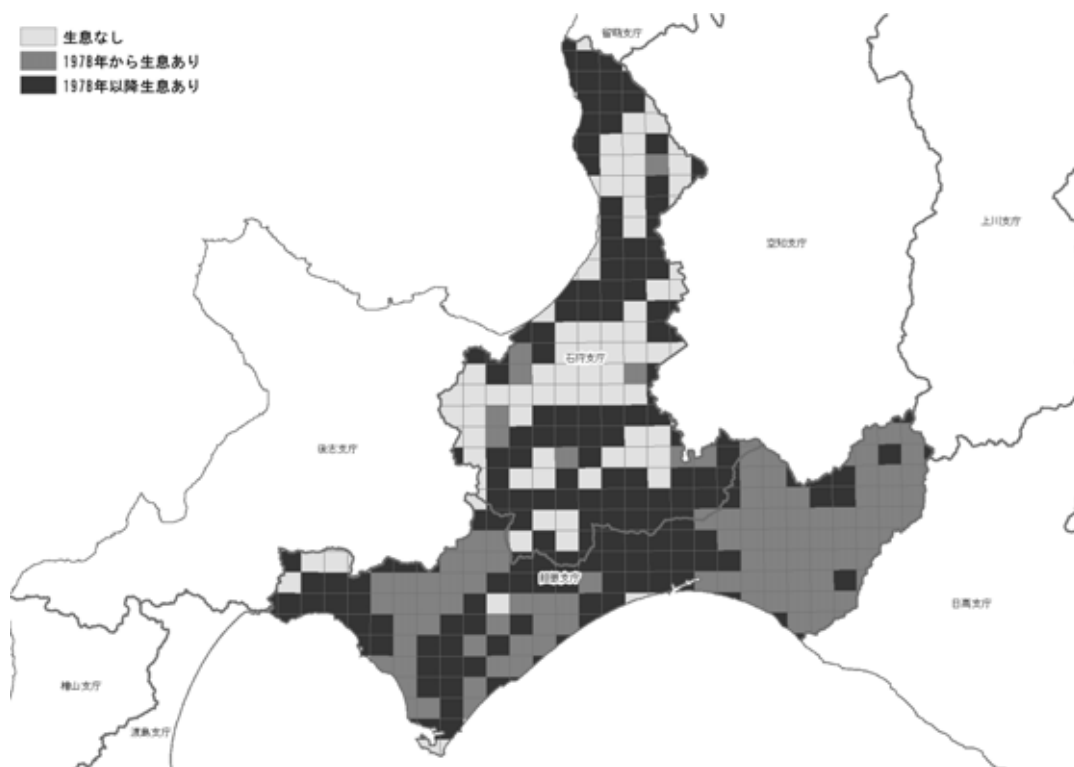 生息なし
1978年から生息あり
1978年以降生息あり
留萌支庁
上川支庁
空知支庁
石狩支庁
後志支庁
胆振支庁
日高支庁
檜山支庁
渡島支庁